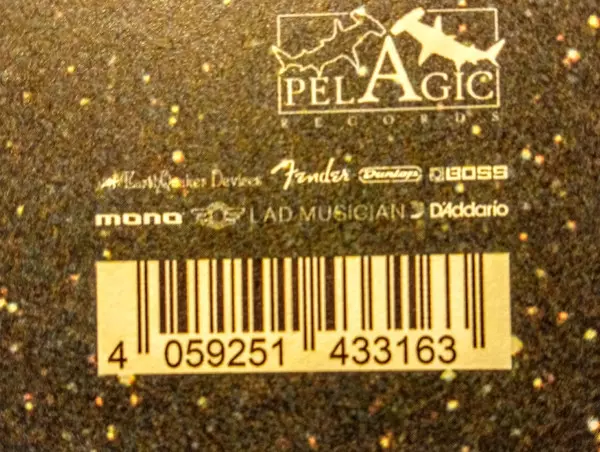 PELAGIC
RECORDS
EarthQuaker Devices Fender Dunlop BOSS
mono LAD MUSICIAN D'Addario
4 059251 433163